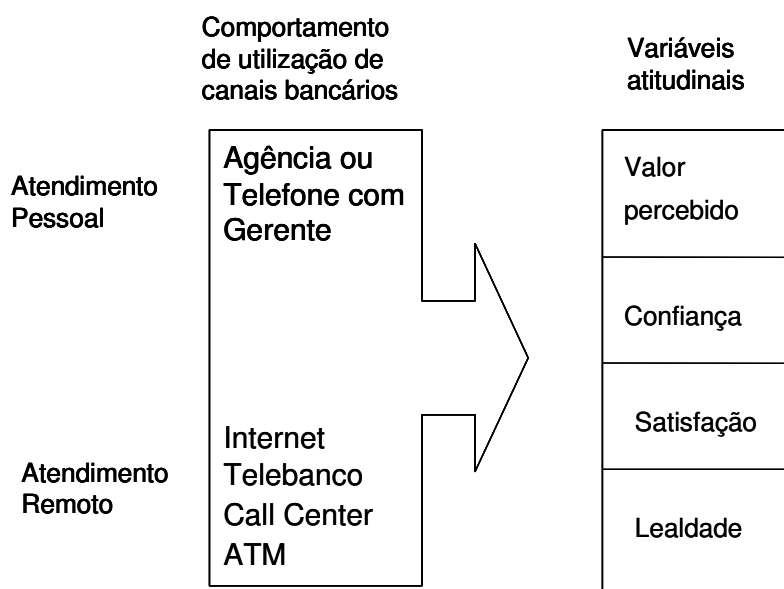 Comportamento
de utilização de
canais bancários
Variáveis
atitudinais
Atendimento
Pessoal
Agência ou
Telefone com
Gerente
Valor
percebido
Confiança
Satisfação
Lealdade
Atendimento
Remoto
Internet
Telebanco
Call Center
ATM